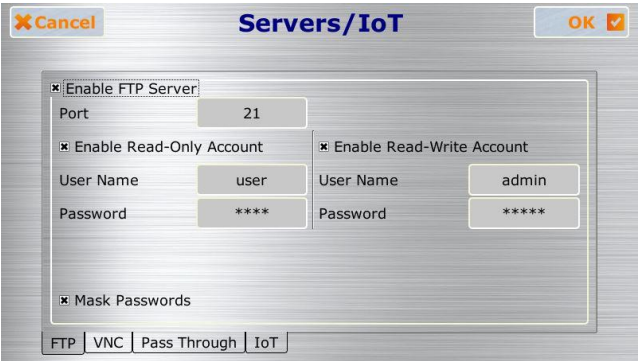 Cancel
Servers/IoT
OK
Enable FTP Server
Port 21
Enable Read-Only Account
Enable Read-Write Account
User Name user
User Name admin
Password ****
Password *****
Mask Passwords
FTP VNC Pass Through IoT